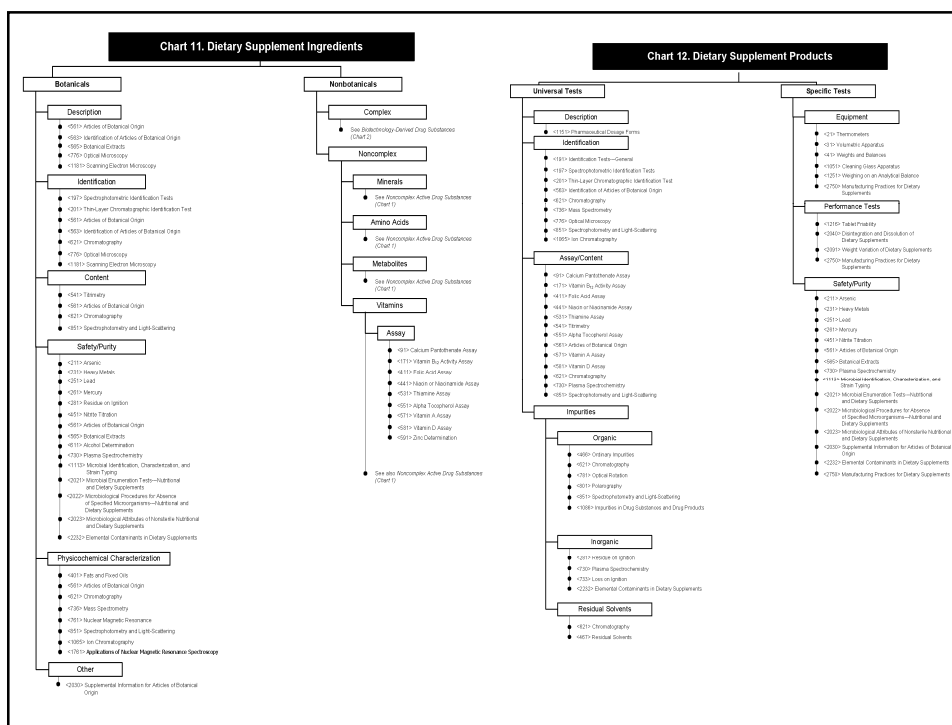 Chart 11. Dietary Supplement Ingredients
Botanicals
Description
<561> Articles of Botanical Origin
<563> Identification of Articles of Botanical Origin
<565> Botanical Extracts
<776> Optical Microscopy
<1181> Scanning Electron Microscopy
Identification
<197> Spectrophotometric Identification Tests
<201> Thin-Layer Chromatographic Identification Test
<561> Articles of Botanical Origin
<563> Identification of Articles of Botanical Origin
<621> Chromatography
<776> Optical Microscopy
<1181> Scanning Electron Microscopy
Content
<541> Titrimetry
<561> Articles of Botanical Origin
<621> Chromatography
<851> Spectrophotometry and Light-Scattering
Safety/Purity
<211> Arsenic
<231> Heavy Metals
<251> Lead
<261> Mercury
<281> Residue on Ignition
<451> Nitrite Titration
<561> Articles of Botanical Origin
<565> Botanical Extracts
<611> Alcohol Determination
<730> Plasma Spectrochemistry
<1113> Microbial Identification, Characterization, and
Strain Typing
<2021> Microbial Enumeration Tests—Nutritional
and Dietary Supplements
<2022> Microbiological Procedures for Absence
of Specified Microorganisms—Nutritional and
Dietary Supplements
<2023> Microbiological Attributes of Nonsterile Nutritional
and Dietary Supplements
<2232> Elemental Contaminants in Dietary Supplements
Physicochemical Characterization
<401> Fats and Fixed Oils
<561> Articles of Botanical Origin
<621> Chromatography
<736> Mass Spectrometry
<761> Nuclear Magnetic Resonance
<851> Spectrophotometry and Light-Scattering
<1065> Ion Chromatography
<1761> Applications of Nuclear Magnetic Resonance Spectroscopy
Other
<2030> Supplemental Information for Articles of Botanical
Origin
Nonbotanicals
Complex
See Biotechnology-Derived Drug Substances
(Chart 2)
Noncomplex
Minerals
See Noncomplex Active Drug Substances
(Chart 1)
Amino Acids
See Noncomplex Active Drug Substances
(Chart 1)
Metabolites
See Noncomplex Active Drug Substances
(Chart 1)
Vitamins
Assay
<91> Calcium Pantothenate Assay
<171> Vitamin B12 Activity Assay
<411> Folic Acid Assay
<441> Niacin or Niacinamide Assay
<531> Thiamine Assay
<551> Alpha Tocopherol Assay
<571> Vitamin A Assay
<581> Vitamin D Assay
<591> Zinc Determination
See also Noncomplex Active Drug Substances
(Chart 1)
Chart 12. Dietary Supplement Products
Universal Tests
Description
<1151> Pharmaceutical Dosage Forms
Identification
<191> Identification Tests—General
<197> Spectrophotometric Identification Tests
<201> Thin-Layer Chromatographic Identification Test
<563> Identification of Articles of Botanical Origin
<621> Chromatography
<736> Mass Spectrometry
<776> Optical Microscopy
<851> Spectrophotometry and Light-Scattering
<1065> Ion Chromatography
Assay/Content
<91> Calcium Pantothenate Assay
<171> Vitamin B12 Activity Assay
<411> Folic Acid Assay
<441> Niacin or Niacinamide Assay
<531> Thiamine Assay
<541> Titrimetry
<551> Alpha Tocopherol Assay
<561> Articles of Botanical Origin
<571> Vitamin A Assay
<581> Vitamin D Assay
<621> Chromatography
<730> Plasma Spectrochemistry
<851> Spectrophotometry and Light-Scattering
Impurities
Organic
<466> Ordinary Impurities
<621> Chromatography
<781> Optical Rotation
<801> Polarography
<851> Spectrophotometry and Light-Scattering
<1086> Impurities in Drug Substances and Drug Products
Inorganic
<281> Residue on Ignition
<730> Plasma Spectrochemistry
<733> Loss on Ignition
<2232> Elemental Contaminants in Dietary Supplements
Residual Solvents
<621> Chromatography
<467> Residual Solvents
Specific Tests
Equipment
<21> Thermometers
<31> Volumetric Apparatus
<41> Weights and Balances
<1051> Cleaning Glass Apparatus
<1251> Weighing on an Analytical Balance
<2750> Manufacturing Practices for Dietary
Supplements
Performance Tests
<1216> Tablet Friability
<2040> Disintegration and Dissolution of
Dietary Supplements
<2091> Weight Variation of Dietary Supplements
<2750> Manufacturing Practices for Dietary
Supplements
Safety/Purity
<211> Arsenic
<231> Heavy Metals
<251> Lead
<261> Mercury
<451> Nitrite Titration
<561> Articles of Botanical Origin
<565> Botanical Extracts
<730> Plasma Spectrochemistry
<1113> Microbial Identification, Characterization, and
Strain Typing
<2021> Microbial Enumeration Tests—Nutritional
and Dietary Supplements
<2022> Microbiological Procedures for Absence
of Specified Microorganisms—Nutritional and
Dietary Supplements
<2023> Microbiological Attributes of Nonsterile Nutritional
and Dietary Supplements
<2030> Supplemental Information for Articles of Botanical
Origin
<2232> Elemental Contaminants in Dietary Supplements
<2750> Manufacturing Practices for Dietary Supplements